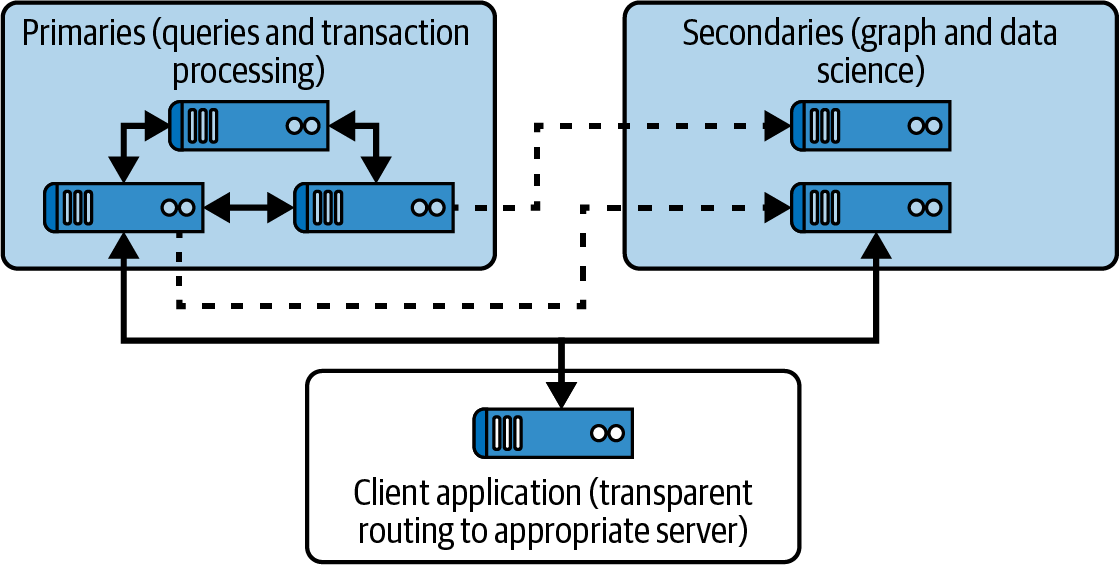 Primaries (queries and transaction
processing)
Secondaries (graph and data
science)
Client application (transparent
routing to appropriate server)